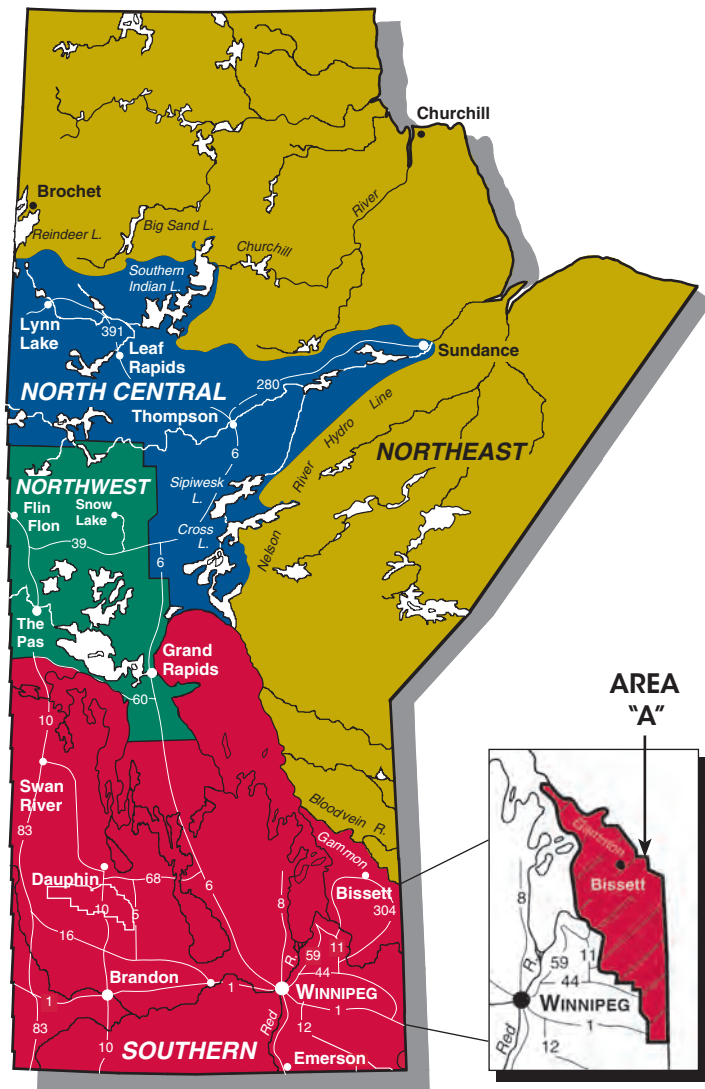 Churchill
Brochet
Reindeer L.
Big Sand L.
River
Churchill
Southern
Indian L.
Lynn
Lake
391
Leaf
Rapids
Sundance
NORTH CENTRAL
280
Thompson
6
Hydro Line
River
Nelson
NORTHEAST
NORTHWEST
Sipiwesk
L.
Flin
Flon
Snow
Lake
Cross
L.
39
6
The
Pas
Grand
Rapids
60
10
AREA
"A"
Swan
River
83
Bloodvein R.
Gammon
Dauphin
68
6
Bissett
10
5
8
304
16
11
59
44
R.
Brandon
1
1
WINNIPEG
1
83
Red
12
10
SOUTHERN
Emerson
Gammon
Bissett
8
11
59
R.
44
WINNIPEG
1
Red
12